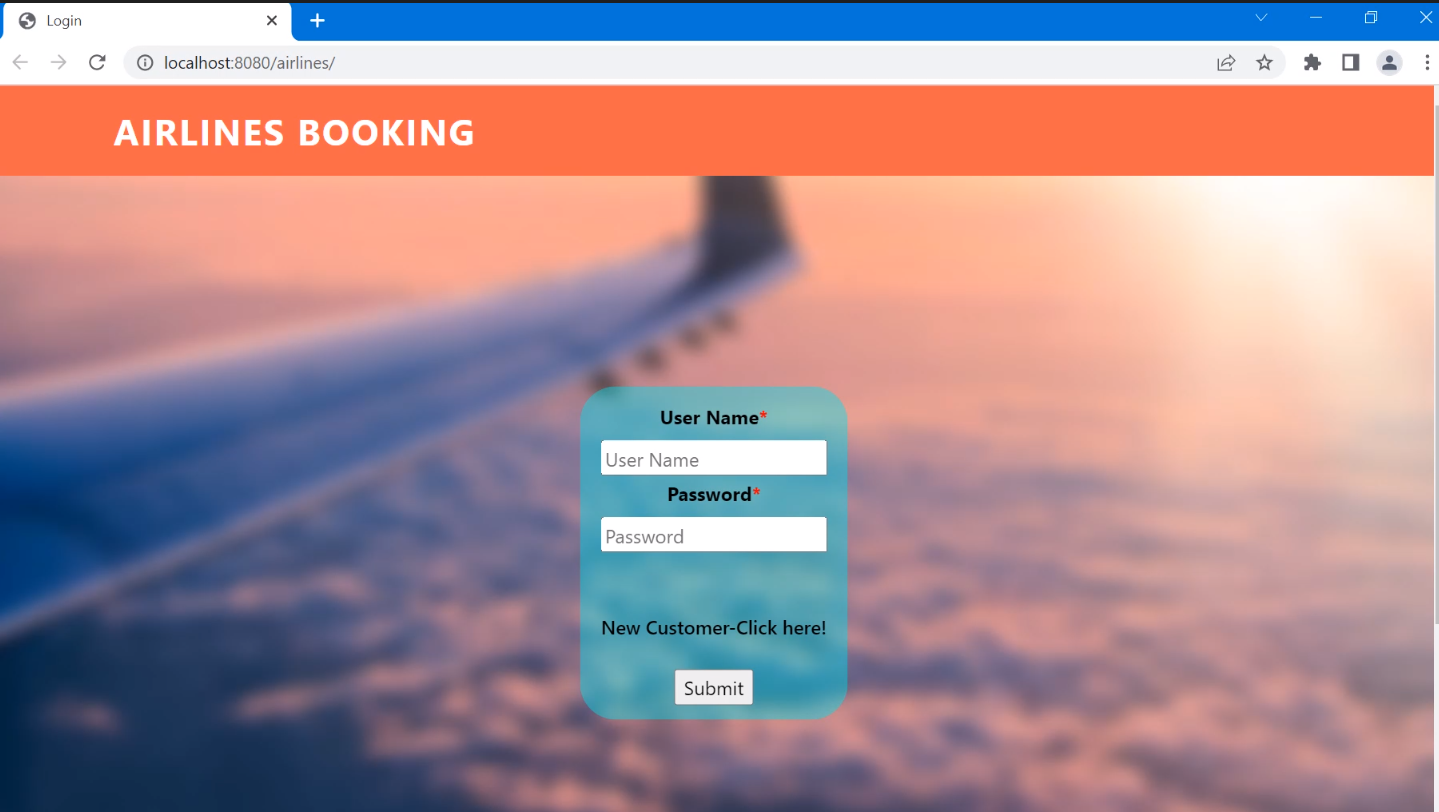 Login
localhost:8080/airlines/
AIRLINES BOOKING
User Name*
User Name
Password*
Password
New Customer-Click here!
Submit